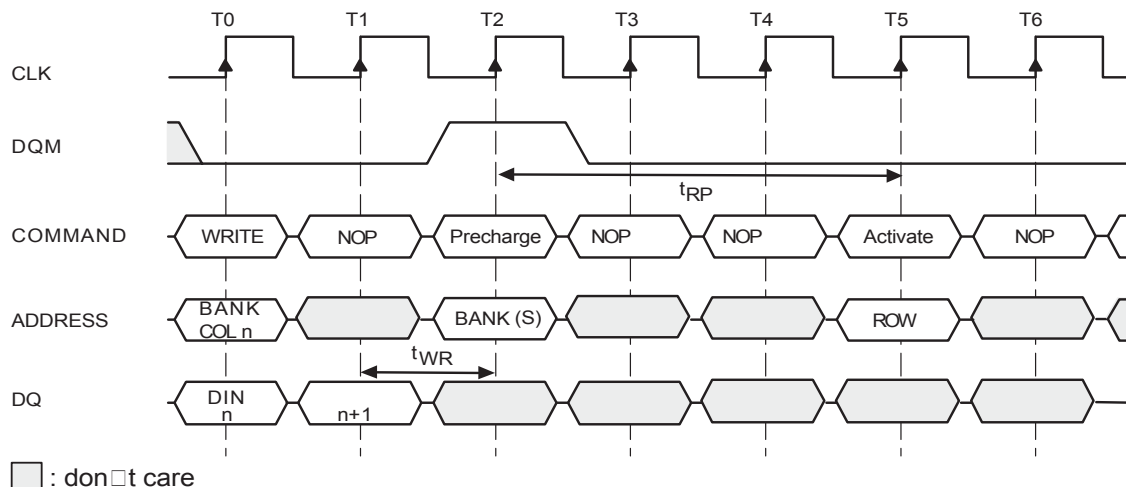 T0 T1 T2 T3 T4 T5 T6
CLK
DQM
tRP
COMMAND WRITE NOP Precharge NOP NOP Activate NOP
ADDRESS BANK COL n BANK (S) ROW
tWR
DQ DIN n n+1
: don□t care